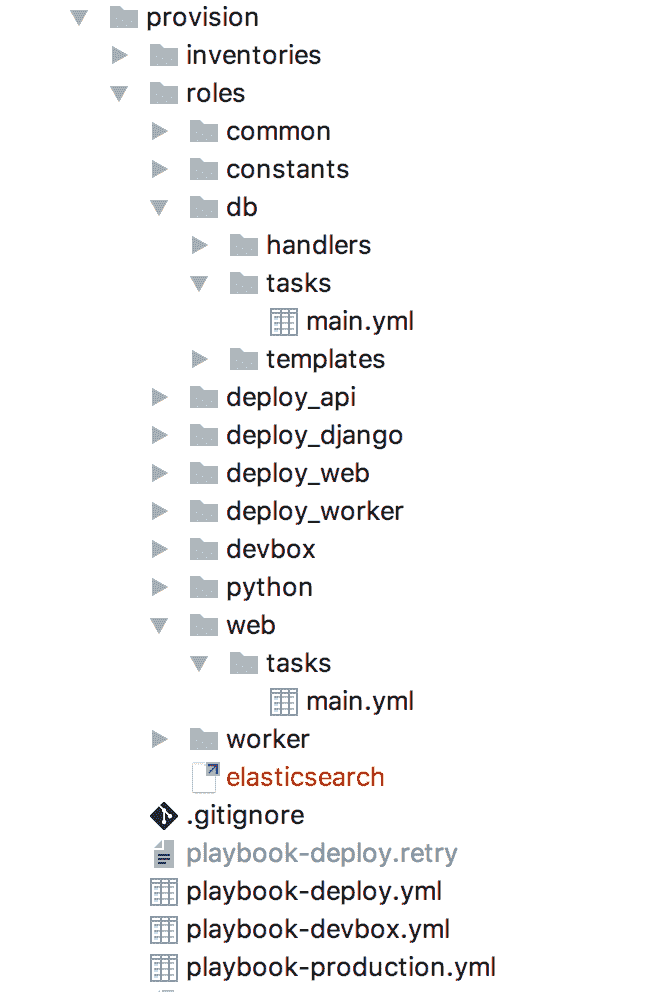 provision
inventories
roles
common
constants
db
handlers
tasks
main.yml
templates
deploy_api
deploy_django
deploy_web
deploy_worker
devbox
python
web
tasks
main.yml
worker
elasticsearch
.gitignore
playbook-deploy.retry
playbook-deploy.yml
playbook-devbox.yml
playbook-production.yml